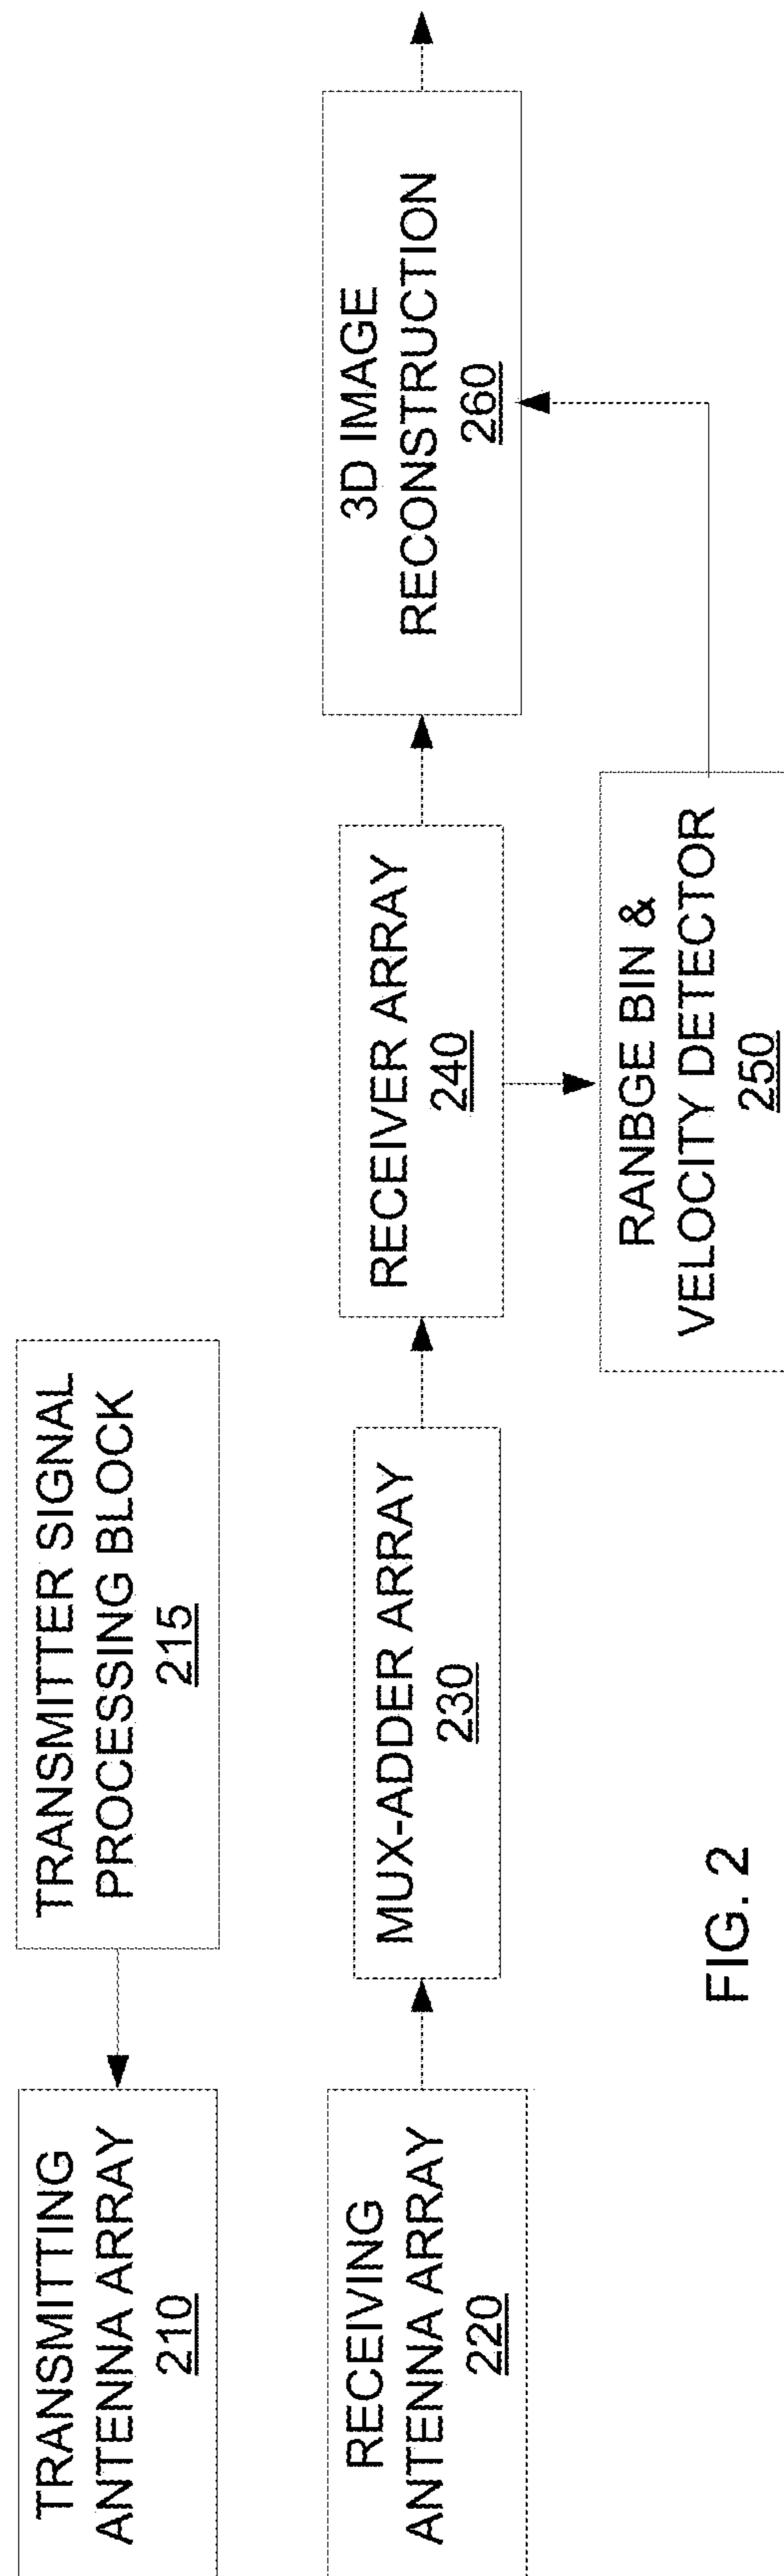 TRANSMITTING
ANTENNA ARRAY
210
TRANSMITTER SIGNAL
PROCESSING BLOCK
215
RECEIVING
ANTENNA ARRAY
220
MUX-ADDER ARRAY
230
RECEIVER ARRAY
240
3D IMAGE
RECONSTRUCTION
260
RANBGE BIN &
VELOCITY DETECTOR
250
FIG. 2